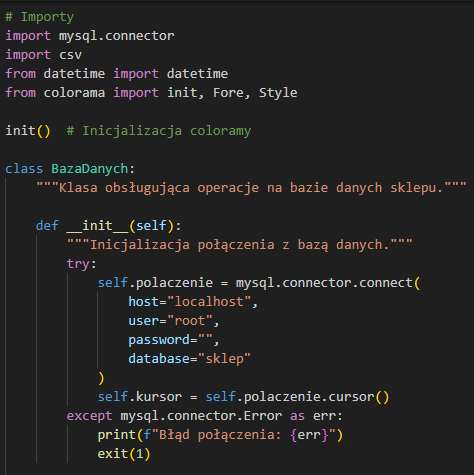 # Importy
import mysql.connector
import csv
from datetime import datetime
from colorama import init, Fore, Style
init()  # Inicjalizacja coloramy
class BazaDanych:
    """Klasa obsługująca operacje na bazie danych sklepu."""
    def __init__(self):
        """Inicjalizacja połączenia z bazą danych."""
        try:
            self.polaczenie = mysql.connector.connect(
                host="localhost",
                user="root",
                password="",
                database="sklep"
            )
            self.kursor = self.polaczenie.cursor()
        except mysql.connector.Error as err:
            print(f"Błąd połączenia: {err}")
            exit(1)